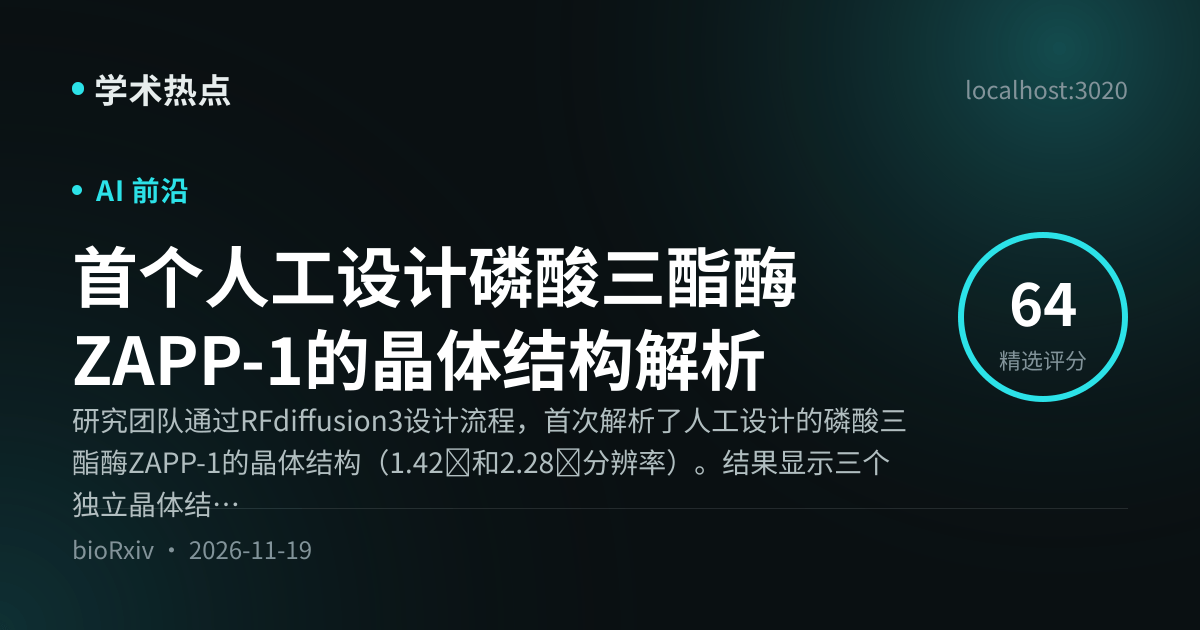 学术热点
localhost:3020
AI 前沿
首个人工设计磷酸三酯酶
ZAPP-1的晶体结构解析
64
精选评分
研究团队通过RFdiffusion3设计流程，首次解析了人工设计的磷酸三
酯酶ZAPP-1的晶体结构（1.42和2.28分辨率）。结果显示三个
独立晶体结…
bioRxiv · 2026-11-19